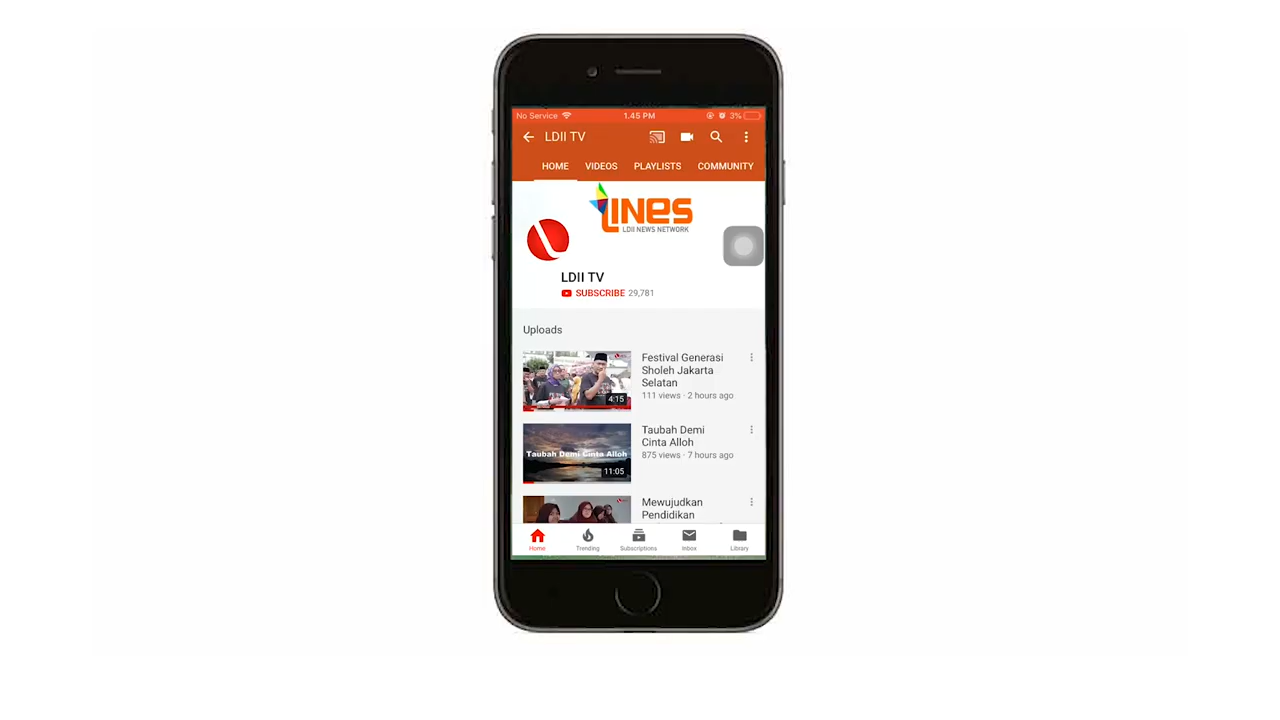 No Service 1.45 PM 3%
LDII TV
HOME VIDEOS PLAYLISTS COMMUNITY
LINES
LDII NEWS NETWORK
LDII TV
SUBSCRIBE 29,781
Uploads
Festival Generasi
Sholeh Jakarta
Selatan
111 views · 2 hours ago
4:15
Taubah Demi
Cinta Alloh
875 views · 7 hours ago
Taubah Demi Cinta Alloh
11:05
Mewujudkan
Pendidikan
Home Trending Subscriptions Inbox Library